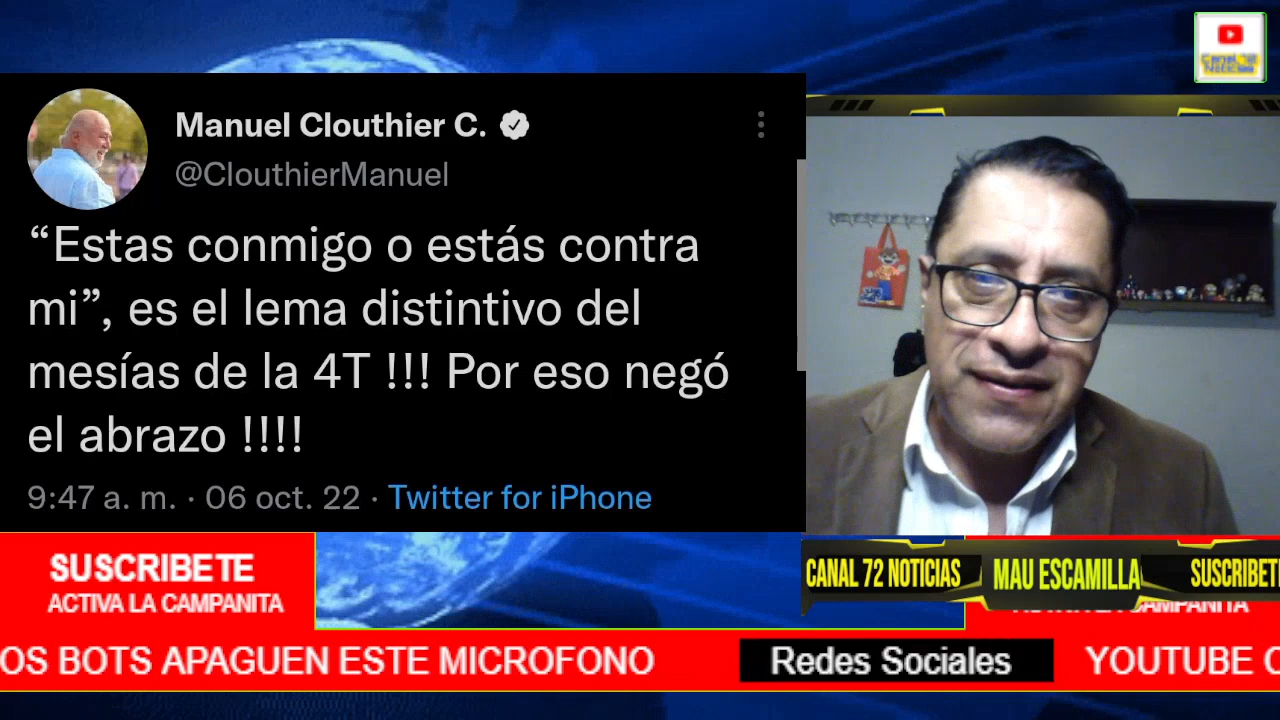 Manuel Clouthier C.
@ClouthierManuel
“Estas conmigo o estás contra
mi”, es el lema distintivo del
mesías de la 4T !!! Por eso negó
el abrazo !!!!
9:47 a. m. · 06 oct. 22 · Twitter for iPhone
SUSCRIBETE
ACTIVA LA CAMPANITA
CANAL 72 NOTICIAS
MAU ESCAMILLA
SUSCRIBETE
OS BOTS APAGUEN ESTE MICROFONO
Redes Sociales
YOUTUBE